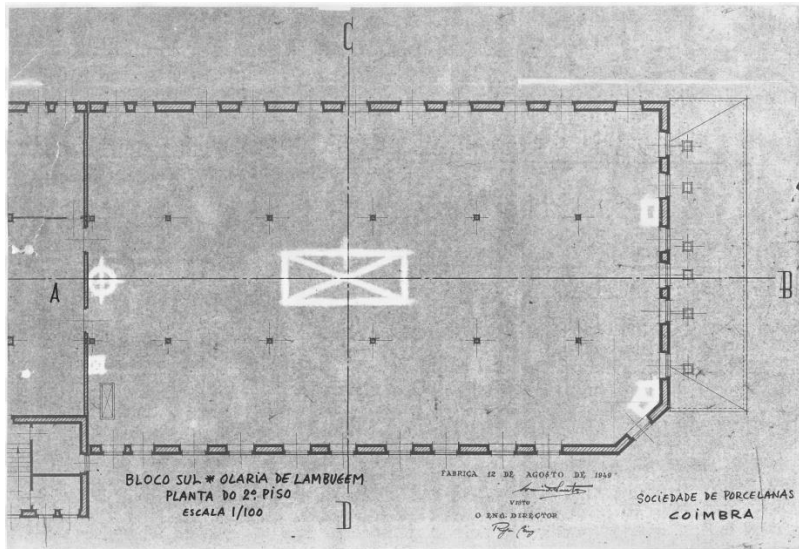 C
A
B
BLOCO SUL * OLARIA DE LAMBUGEM
PLANTA DO 2º PISO
ESCALA 1/100
D
FABRICA 12 DE AGOSTO DE 1949
VISTO
O ENG. DIRECTOR
SOCIEDADE DE PORCELANAS
COIMBRA